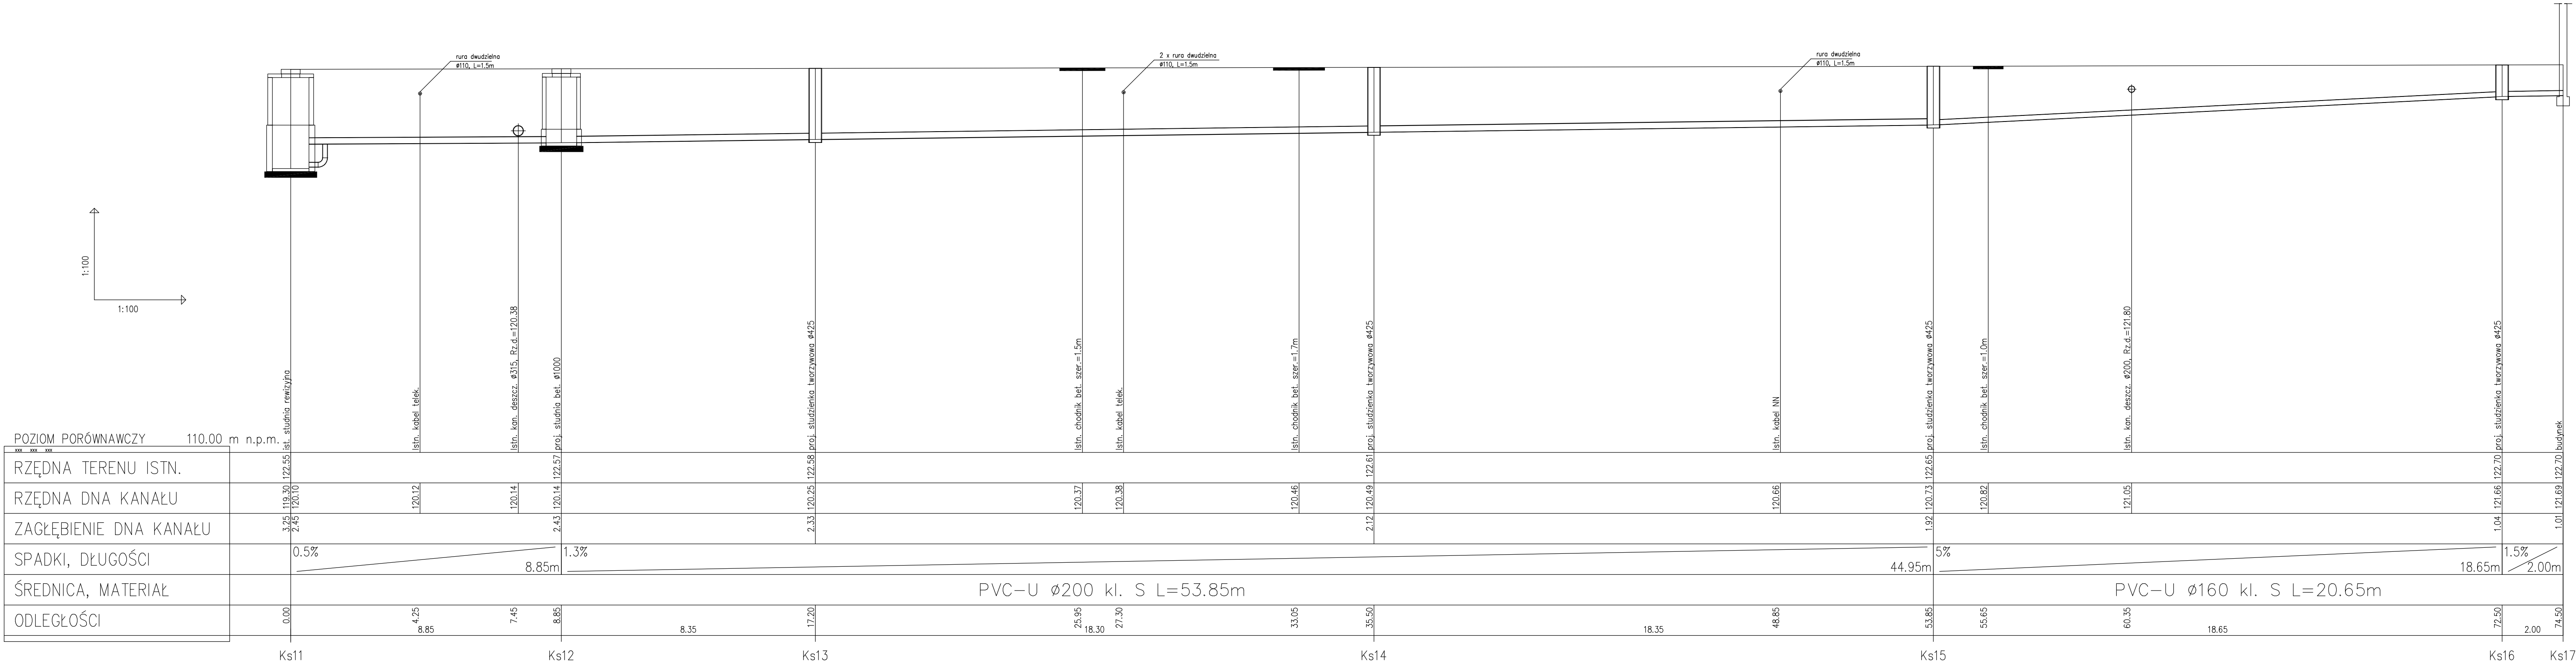 rura dwudzielna
ø110, L=1.5m
2 x rura dwudzielna
ø110, L=1.5m
rura dwudzielna
ø110, L=1.5m
1:100
1:100
ist. studnia rewizyjna
Istn. kabel telek.
Istn. kan. deszcz. ø315, Rz.d.=120.38
proj. studnia bet. ø1000
proj. studzienka tworzywowa ø425
Istn. chodnik bet. szer.=1.5m
Istn. kabel telek.
Istn. chodnik bet. szer.=1.7m
proj. studzienka tworzywowa ø425
Istn. kabel NN
proj. studzienka tworzywowa ø425
Istn. chodnik bet. szer.=1.0m
Istn. kan. deszcz. ø200, Rz.d.=121.80
proj. studzienka tworzywowa ø425
budynek
POZIOM PORÓWNAWCZY 110.00 m n.p.m.
xxx xxx xxx
RZĘDNA TERENU ISTN. 122.55 122.57 122.58 122.61 122.65 122.70 122.70
RZĘDNA DNA KANAŁU 119.30 120.10 120.12 120.14 120.14 120.25 120.37 120.38 120.46 120.49 120.66 120.73 120.82 121.05 121.66 121.69
ZAGŁĘBIENIE DNA KANAŁU 3.25 2.45 2.43 2.33 2.12 1.92 1.04 1.01
SPADKI, DŁUGOŚCI 0.5% 8.85m 1.3% 44.95m 5% 18.65m 1.5% 2.00m
ŚREDNICA, MATERIAŁ PVC-U ø200 kl. S L=53.85m PVC-U ø160 kl. S L=20.65m
ODLEGŁOŚCI 0.00 4.25 7.45 8.85 17.20 25.95 27.30 33.05 35.50 48.85 53.85 55.65 60.35 72.50 74.50
8.85 8.35 18.30 18.35 18.65 2.00
Ks11 Ks12 Ks13 Ks14 Ks15 Ks16 Ks17